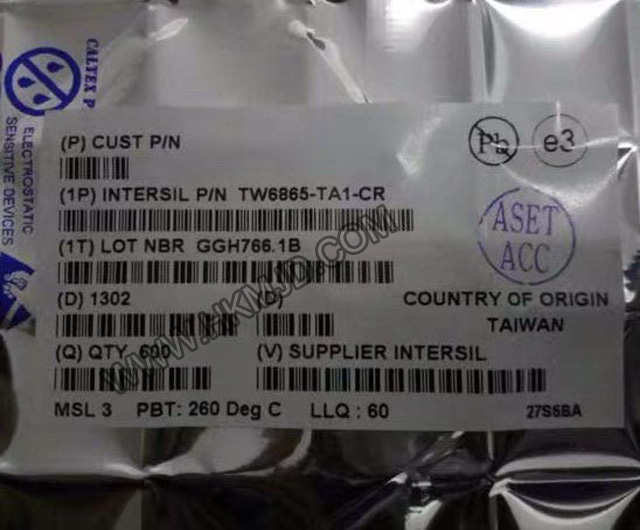 CALTEX P
ELECTROSTATIC
SENSITIVE DEVICES
(P) CUST P/N
Pb
e3
(1P) INTERSIL P/N TW6865-TA1-CR
ASET
ACC
(1T) LOT NBR GGH766.1B
(D) 1302
(D)
COUNTRY OF ORIGIN
TAIWAN
(Q) QTY 600
(V) SUPPLIER INTERSIL
MSL 3 PBT: 260 Deg C LLQ : 60
27S6BA
WWW.HKMJD.COM